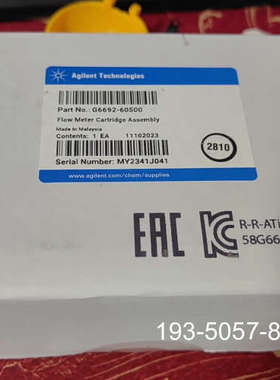 Agilent Technologies
Part No.: G6692-60500
Flow Meter Cartridge Assembly
Made in Malaysia
Contents: 1 EA 11102023
2810
Serial Number: MY2341J041
www.agilent.com/chem/supplies
EAC
R-R-ATi
58G66
193-5057-8